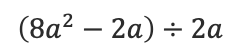 (8a² − 2a) ÷ 2a